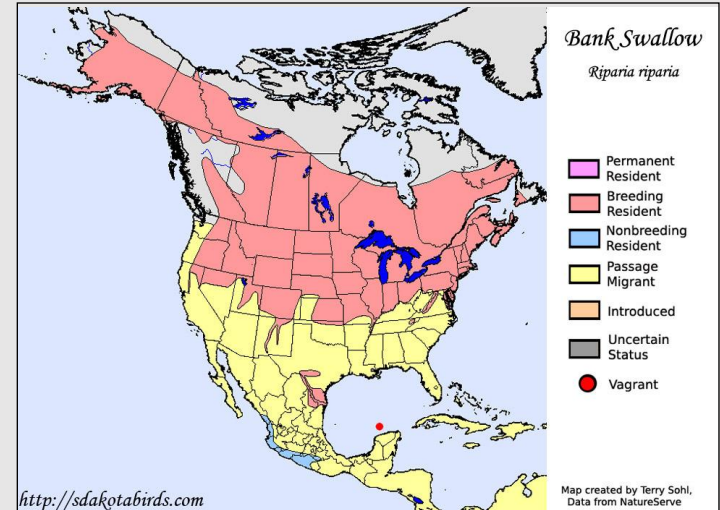 Bank Swallow
Riparia riparia
Permanent
Resident
Breeding
Resident
Nonbreeding
Resident
Passage
Migrant
Introduced
Uncertain
Status
Vagrant
http://sdakotabirds.com
Map created by Terry Sohl,
Data from NatureServe